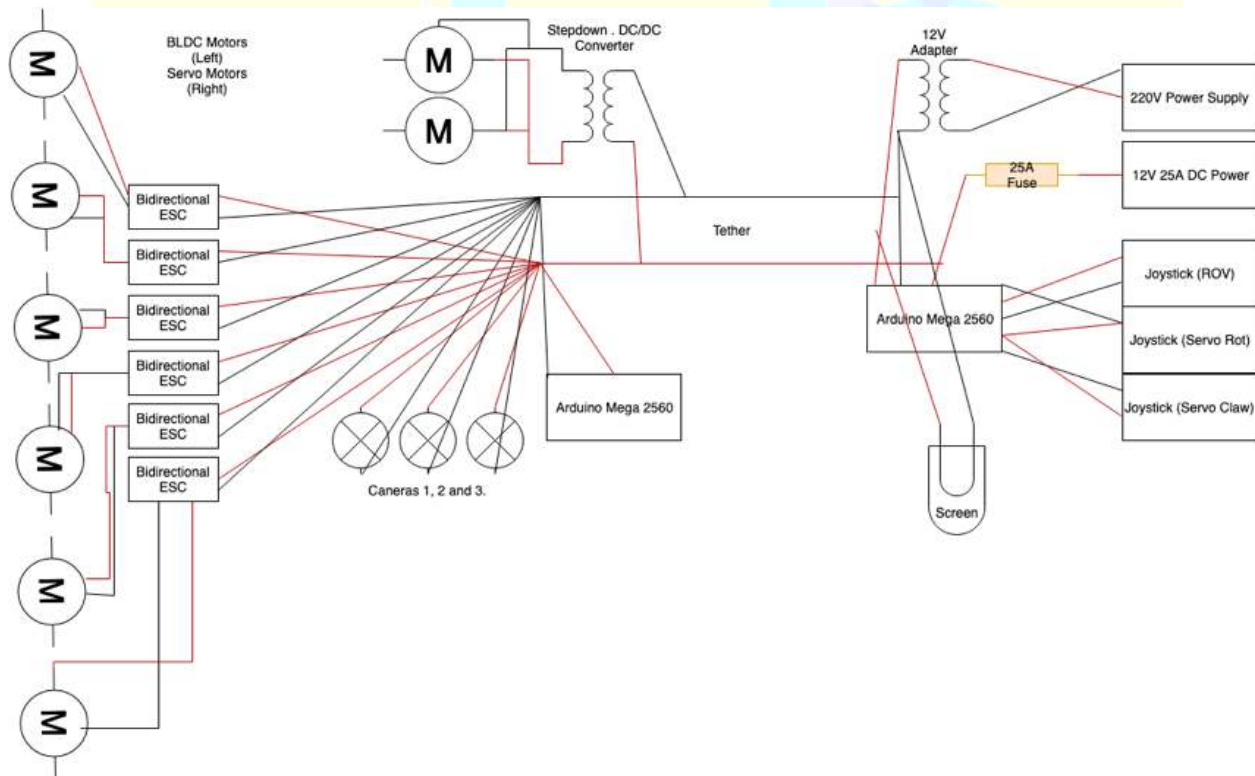 BLDC Motors
(Left)
Servo Motors
(Right)
Stepdown . DC/DC
Converter
12V
Adapter
M
M
M
M
M
M
M
M
220V Power Supply
25A
Fuse
12V 25A DC Power
Bidirectional
ESC
Bidirectional
ESC
Bidirectional
ESC
Bidirectional
ESC
Bidirectional
ESC
Bidirectional
ESC
Tether
Joystick (ROV)
Arduino Mega 2560
Joystick (Servo Rot)
Arduino Mega 2560
Joystick (Servo Claw)
Caneras 1, 2 and 3.
Screen